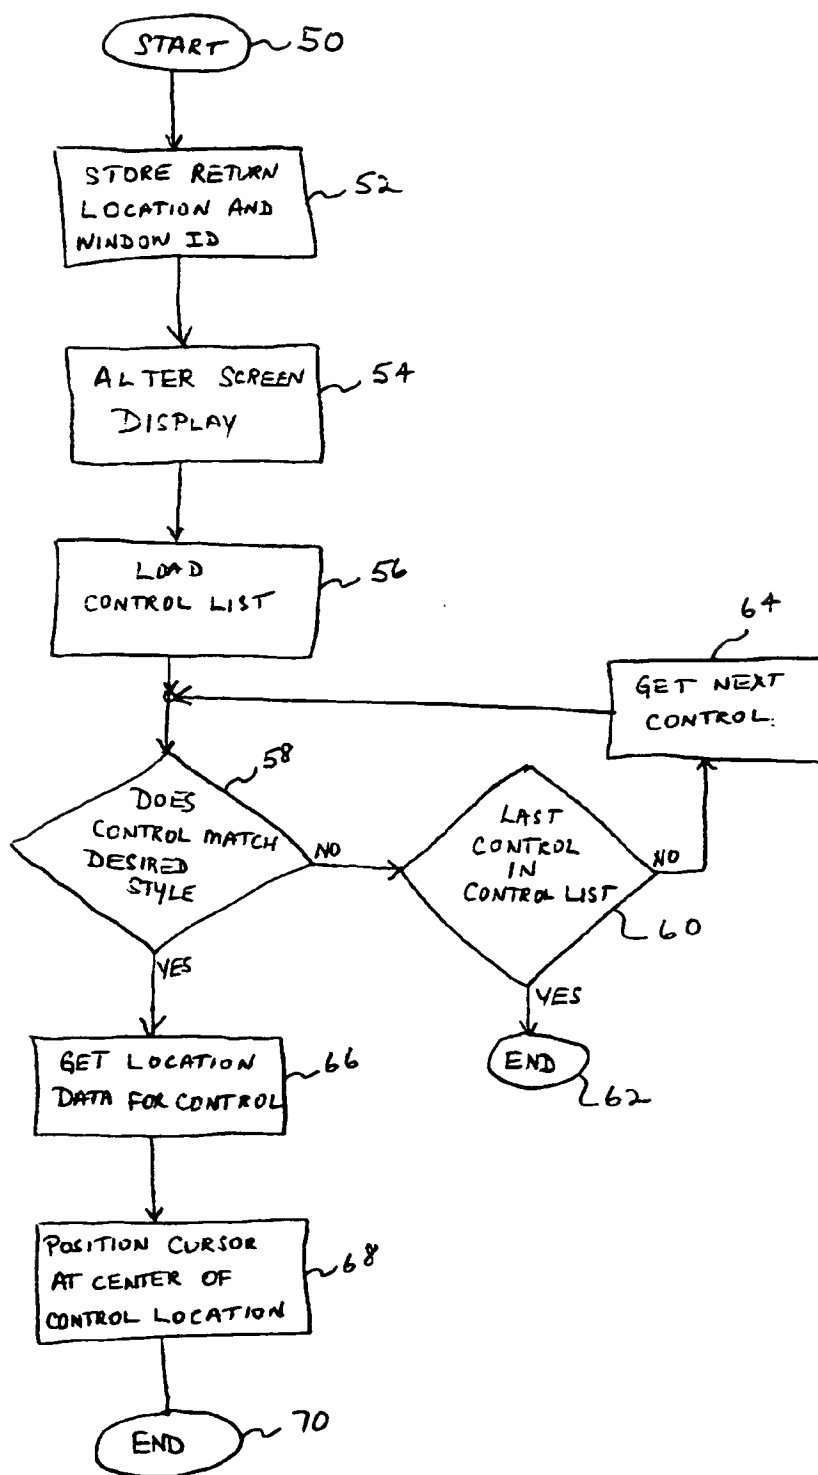 START
50
STORE RETURN
LOCATION AND
WINDOW ID
52
ALTER SCREEN
DISPLAY
54
LOAD
CONTROL LIST
56
64
GET NEXT
CONTROL.
58
DOES
CONTROL MATCH
DESIRED
STYLE
NO
LAST
CONTROL
IN
CONTROL LIST
NO
60
YES
YES
END
62
GET LOCATION
DATA FOR CONTROL
66
POSITION CURSOR
AT CENTER OF
CONTROL LOCATION
68
END
70